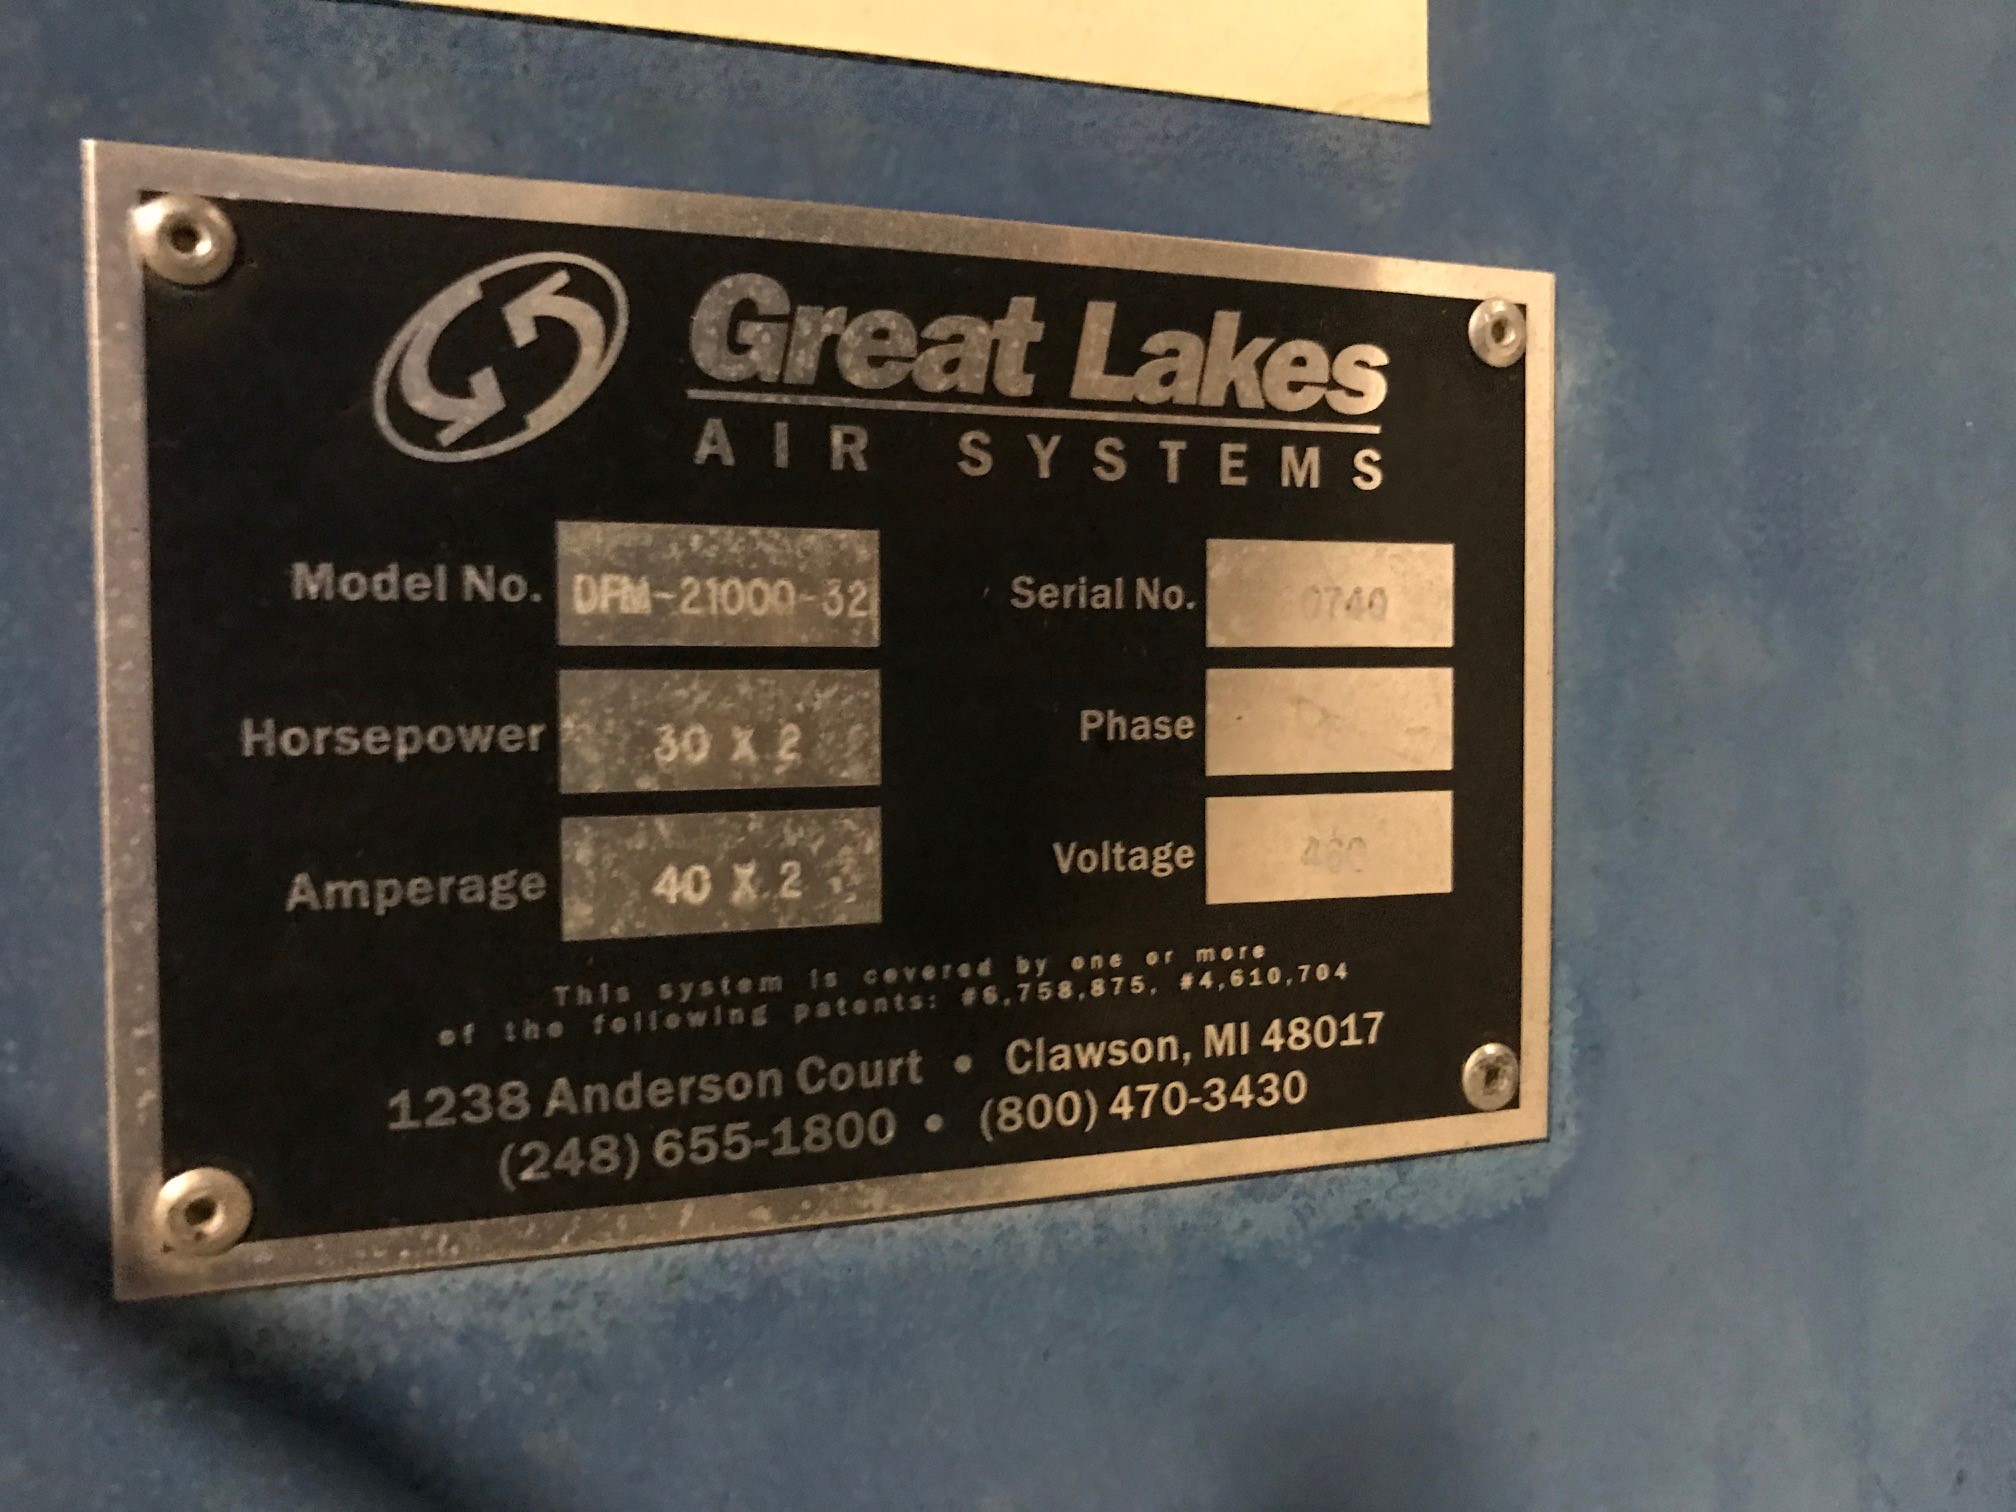 Great Lakes
AIR SYSTEMS
Model No. DFM-21000-32
Serial No. 0740
Horsepower 30 X 2
Phase
Amperage 40 X 2
Voltage 460
This system is covered by one or more
of the following patents: #6,758,875, #4,610,704
1238 Anderson Court • Clawson, MI 48017
(248) 655-1800 • (800) 470-3430